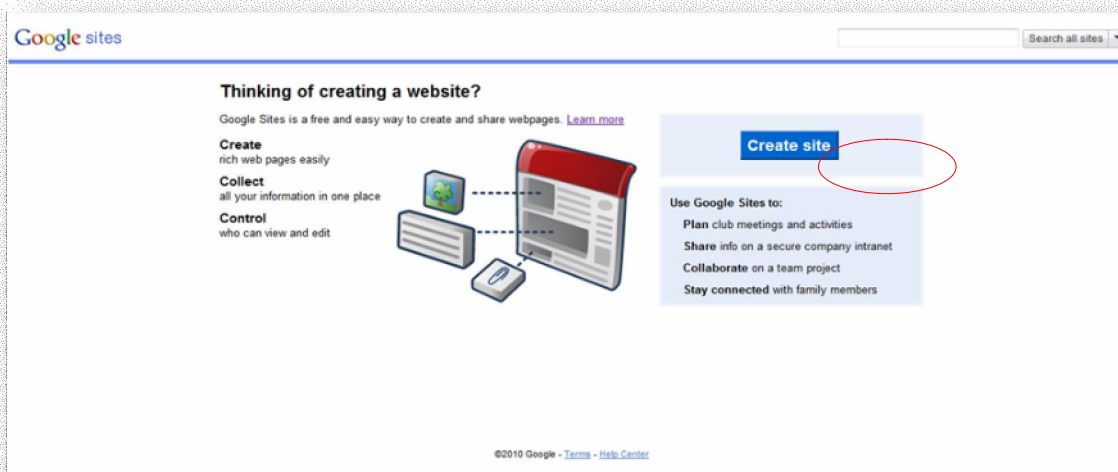 Google sites
Search all sites
Thinking of creating a website?
Google Sites is a free and easy way to create and share webpages. Learn more
Create
rich web pages easily
Collect
all your information in one place
Control
who can view and edit
Create site
Use Google Sites to:
Plan club meetings and activities
Share info on a secure company intranet
Collaborate on a team project
Stay connected with family members
©2010 Google - Terms - Help Center